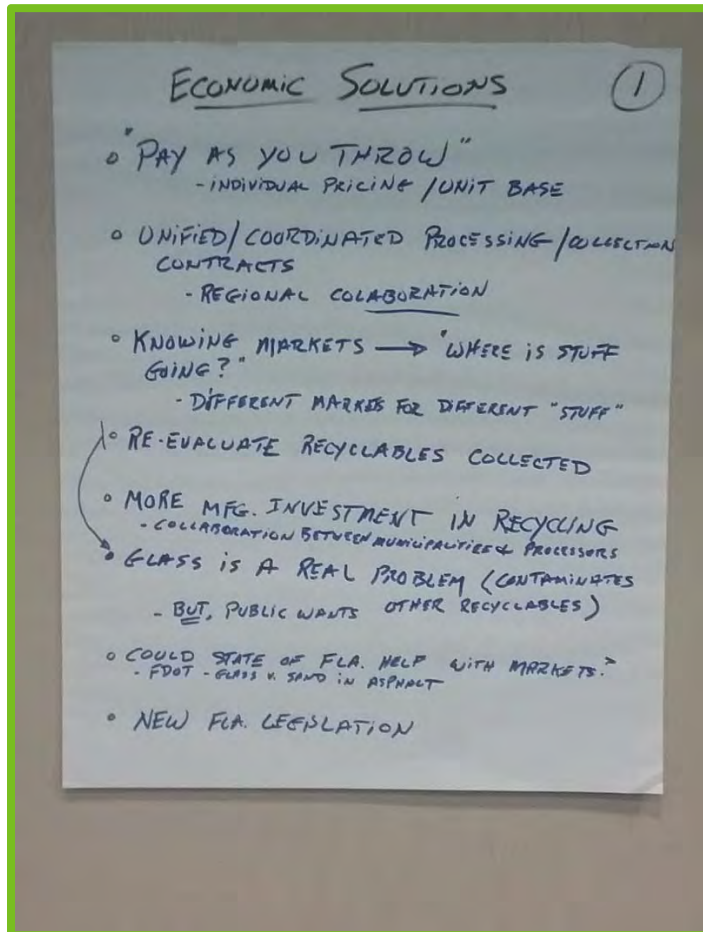 ECONOMIC SOLUTIONS 1
"PAY AS YOU THROW"
- INDIVIDUAL PRICING / UNIT BASE
UNIFIED/COORDINATED PROCESSING/COLLECTION
CONTRACTS
- REGIONAL COLABORATION
KNOWING MARKETS → "WHERE IS STUFF
GOING?"
- DIFFERENT MARKES FOR DIFFERENT "STUFF"
RE-EVALUATE RECYCLABLES COLLECTED
MORE MFG. INVESTMENT IN RECYCLING
- COLLABORATION BETWEEN MUNICIPALITIES & PROCESSORS
GLASS IS A REAL PROBLEM (CONTAMINATES
- BUT, PUBLIC WANTS OTHER RECYCLABLES)
COULD STATE OF FLA. HELP WITH MARKETS?
- FDOT - GLASS V. SAND IN ASPHALT
NEW FLA. LEGISLATION